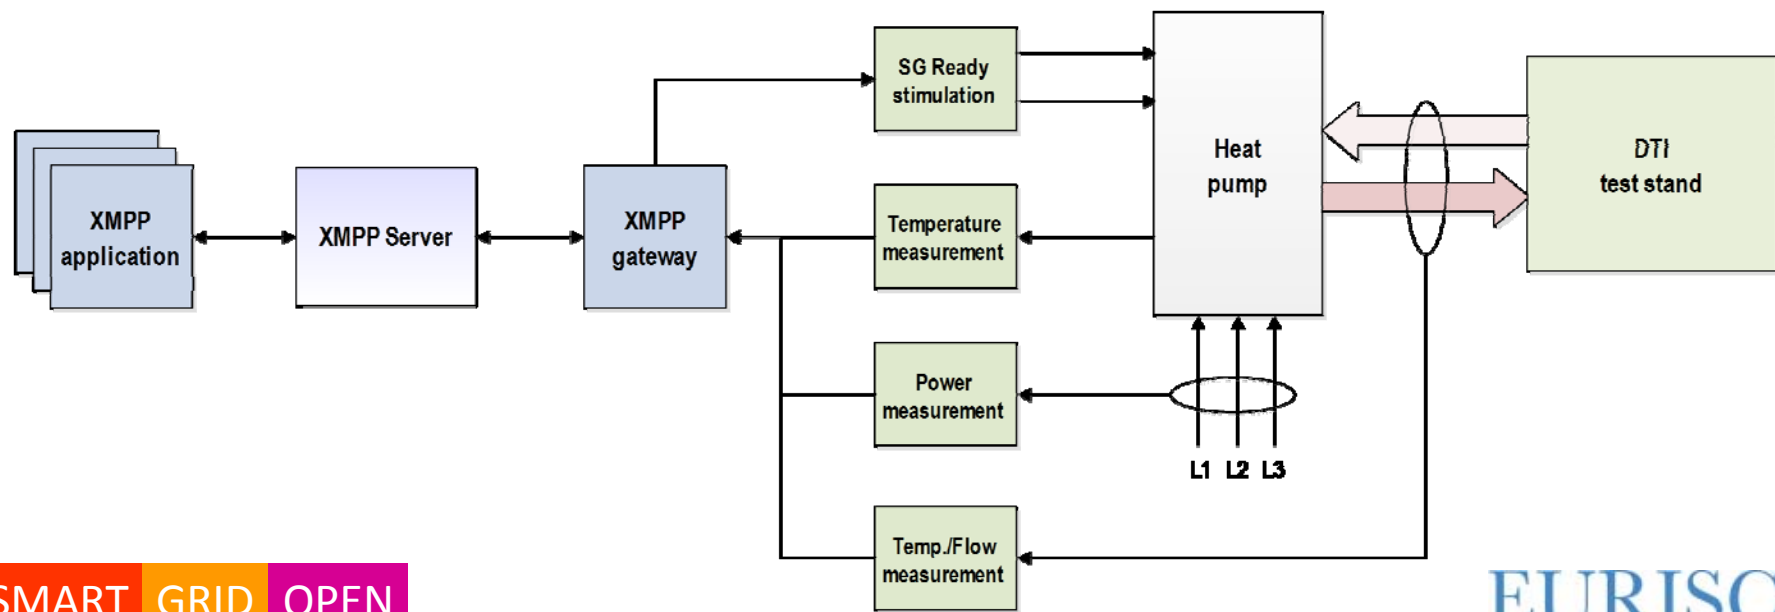 SG Ready
stimulation
Heat
pump
DTI
test stand
XMPP
application
XMPP Server
XMPP
gateway
Temperature
measurement
Power
measurement
L1 L2 L3
Temp./Flow
measurement
SMART GRID OPEN
EURISC